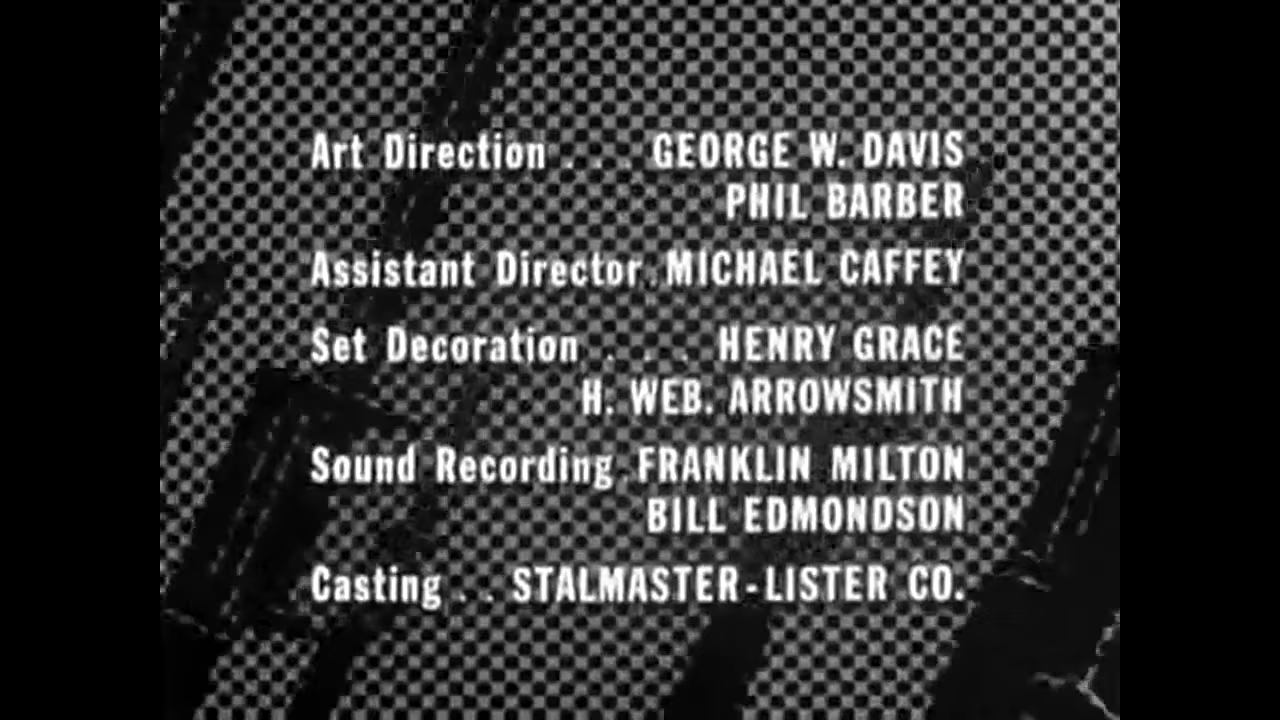 Art Direction . . . GEORGE W. DAVIS
PHIL BARBER
Assistant Director . MICHAEL CAFFEY
Set Decoration . . . HENRY GRACE
H. WEB. ARROWSMITH
Sound Recording . FRANKLIN MILTON
BILL EDMONDSON
Casting . . STALMASTER-LISTER CO.